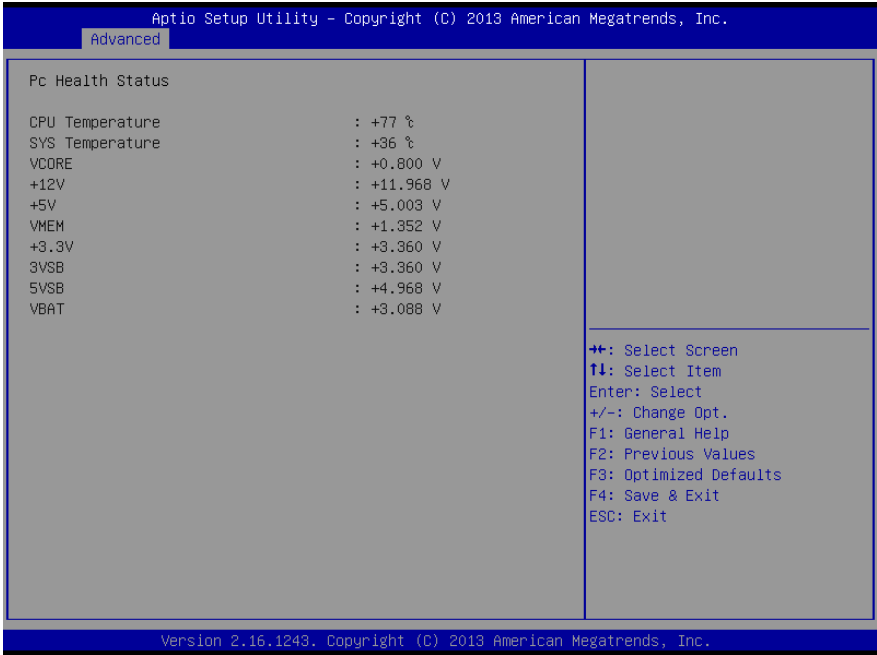 Aptio Setup Utility – Copyright (C) 2013 American Megatrends, Inc.
Advanced
Pc Health Status
CPU Temperature : +77 ℃
SYS Temperature : +36 ℃
VCORE : +0.800 V
+12V : +11.968 V
+5V : +5.003 V
VMEM : +1.352 V
+3.3V : +3.360 V
3VSB : +3.360 V
5VSB : +4.968 V
VBAT : +3.088 V
→←: Select Screen
↑↓: Select Item
Enter: Select
+/-: Change Opt.
F1: General Help
F2: Previous Values
F3: Optimized Defaults
F4: Save & Exit
ESC: Exit
Version 2.16.1243. Copyright (C) 2013 American Megatrends, Inc.